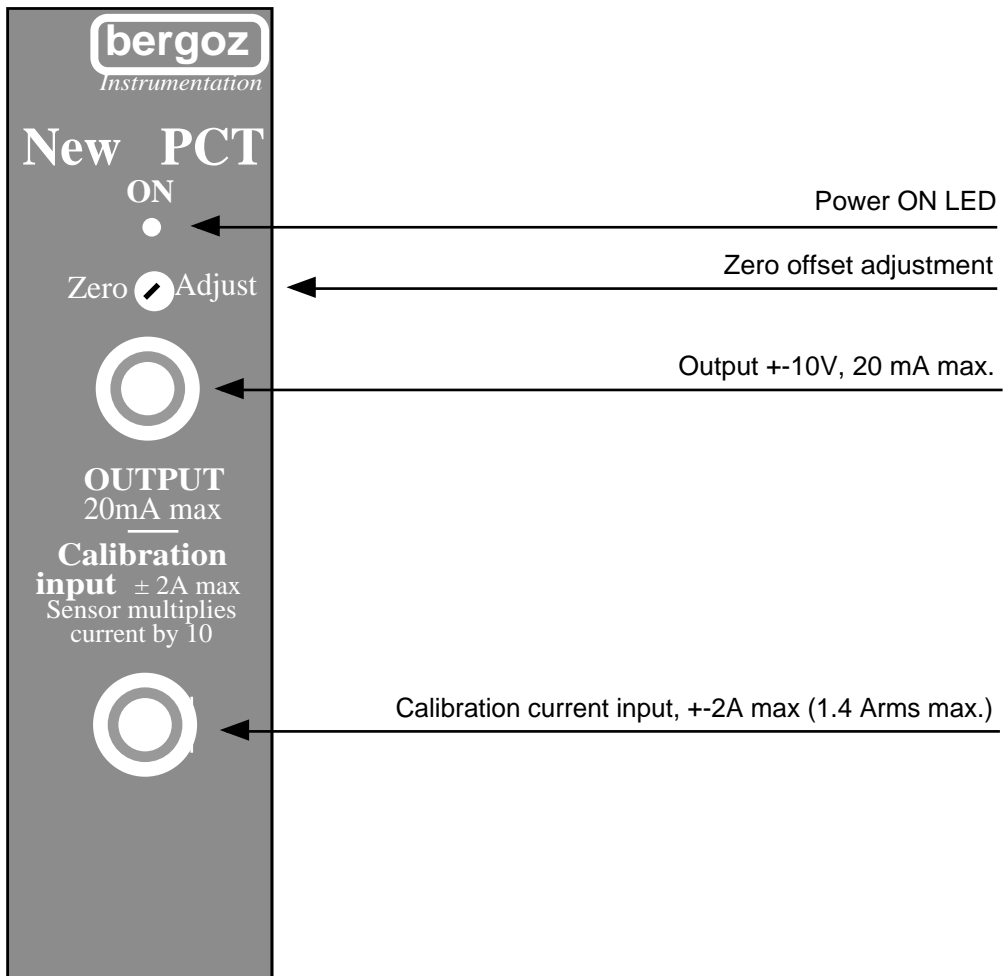 bergoz
Instrumentation
New PCT
ON
Power ON LED
Zero Adjust
Zero offset adjustment
Output +-10V, 20 mA max.
OUTPUT
20mA max
Calibration
input ± 2A max
Sensor multiplies
current by 10
Calibration current input, +-2A max (1.4 Arms max.)